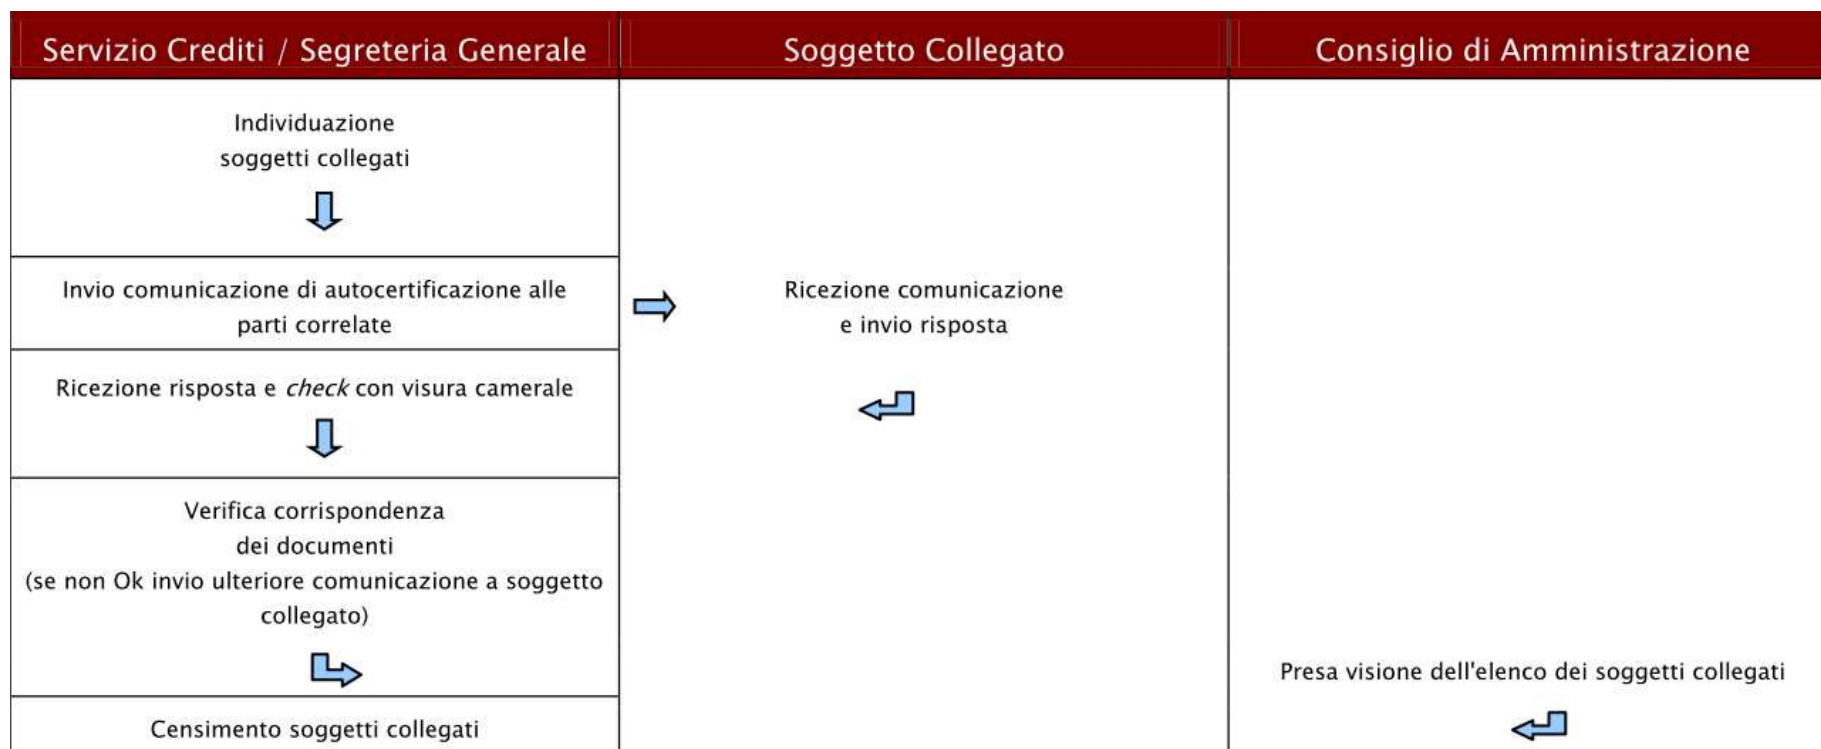 Servizio Crediti / Segreteria Generale
Soggetto Collegato
Consiglio di Amministrazione
Individuazione
soggetti collegati
Invio comunicazione di autocertificazione alle
parti correlate
Ricezione comunicazione
e invio risposta
Ricezione risposta e check con visura camerale
Verifica corrispondenza
dei documenti
(se non Ok invio ulteriore comunicazione a soggetto
collegato)
Presa visione dell'elenco dei soggetti collegati
Censimento soggetti collegati